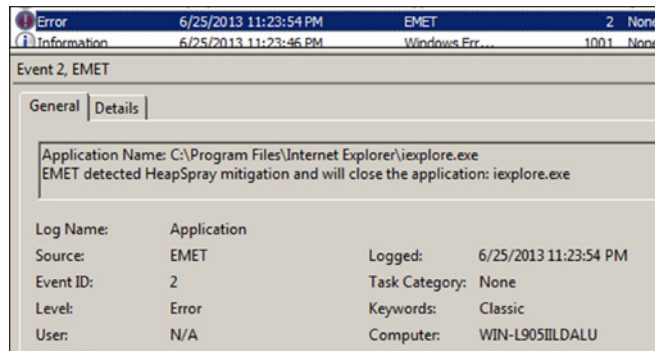 Error 6/25/2013 11:23:54 PM EMET 2 None
Information 6/25/2013 11:23:46 PM Windows Err... 1001 None
Event 2, EMET
General Details
Application Name: C:\Program Files\Internet Explorer\iexplore.exe
EMET detected HeapSpray mitigation and will close the application: iexplore.exe
Log Name: Application
Source: EMET Logged: 6/25/2013 11:23:54 PM
Event ID: 2 Task Category: None
Level: Error Keywords: Classic
User: N/A Computer: WIN-L905IILDALU